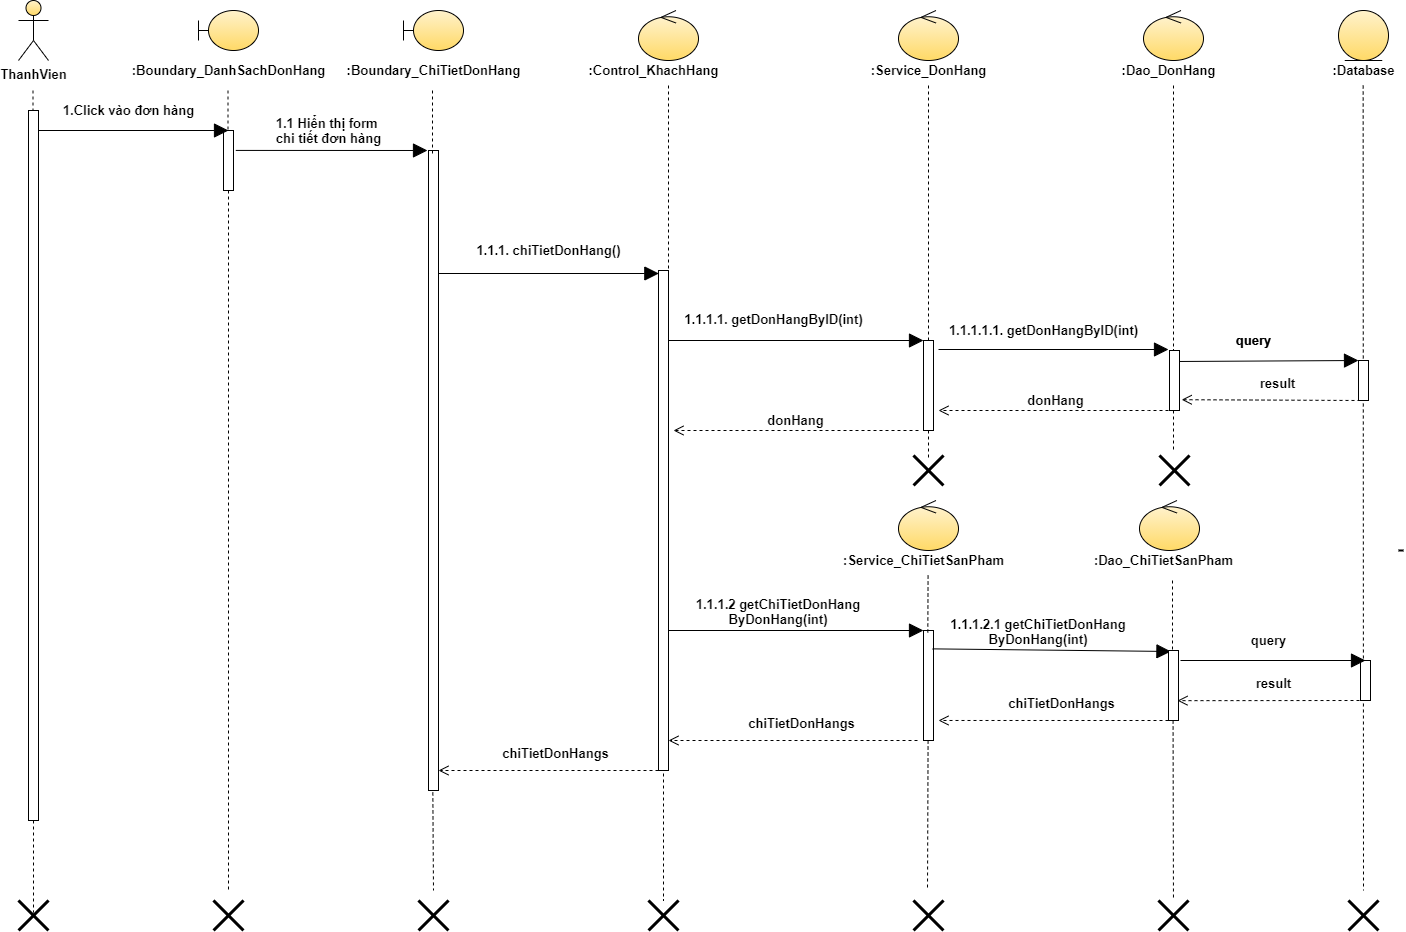 ThanhVien
:Boundary_DanhSachDonHang
:Boundary_ChiTietDonHang
:Control_KhachHang
:Service_DonHang
:Dao_DonHang
:Database
1.Click vào đơn hàng
1.1 Hiển thị form
chi tiết đơn hàng
1.1.1. chiTietDonHang()
1.1.1.1. getDonHangByID(int)
1.1.1.1.1. getDonHangByID(int)
query
result
donHang
donHang
:Service_ChiTietSanPham
:Dao_ChiTietSanPham
1.1.1.2 getChiTietDonHang
ByDonHang(int)
1.1.1.2.1 getChiTietDonHang
ByDonHang(int)
query
result
chiTietDonHangs
chiTietDonHangs
chiTietDonHangs